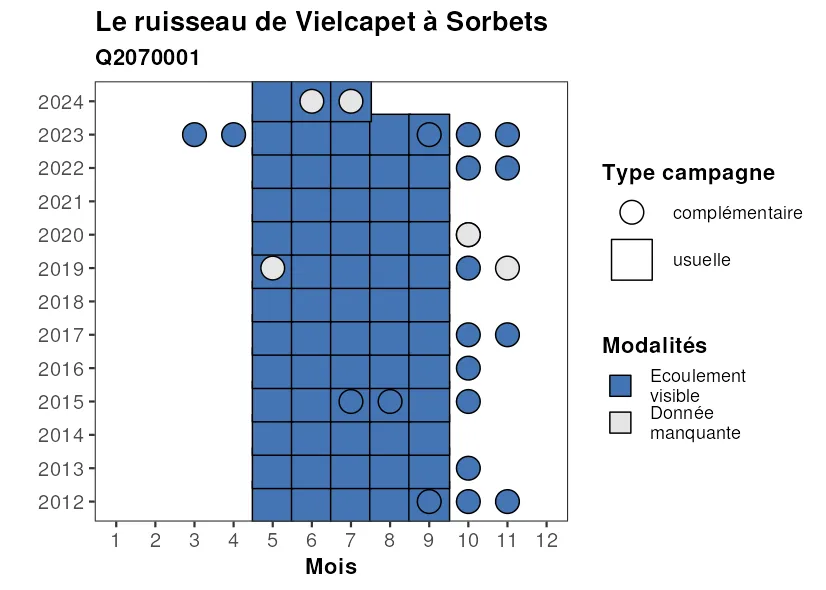 Le ruisseau de Vielcapet à Sorbets
Q2070001
2024
2023
2022
2021
2020
2019
2018
2017
2016
2015
2014
2013
2012
1 2 3 4 5 6 7 8 9 10 11 12
Mois
Type campagne
complémentaire
usuelle
Modalités
Ecoulement
visible
Donnée
manquante